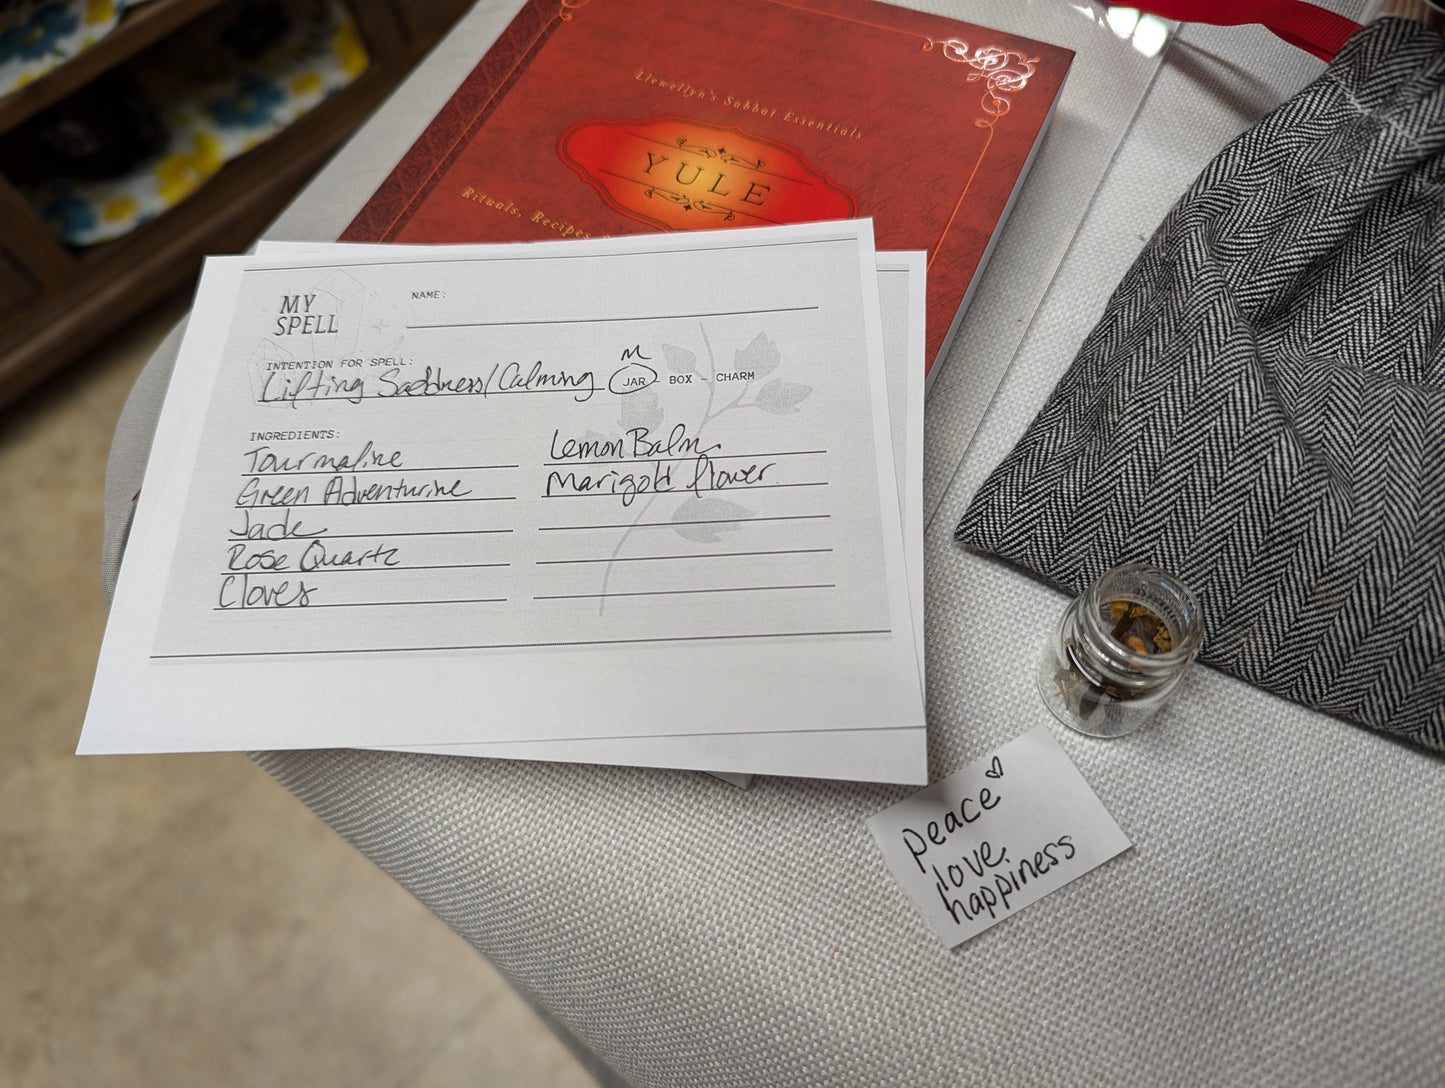 Llewellyn's Sabbat Essentials
YULE
Rituals, Recipes,
MY
SPELL
NAME:
INTENTION FOR SPELL:
Lifting Saddness/Calming
M
JAR - BOX - CHARM
INGREDIENTS:
Tourmaline
Green Adventurine
Jade
Rose Quartz
Cloves
Lemon Balm
Marigold flower
peace
love
happiness